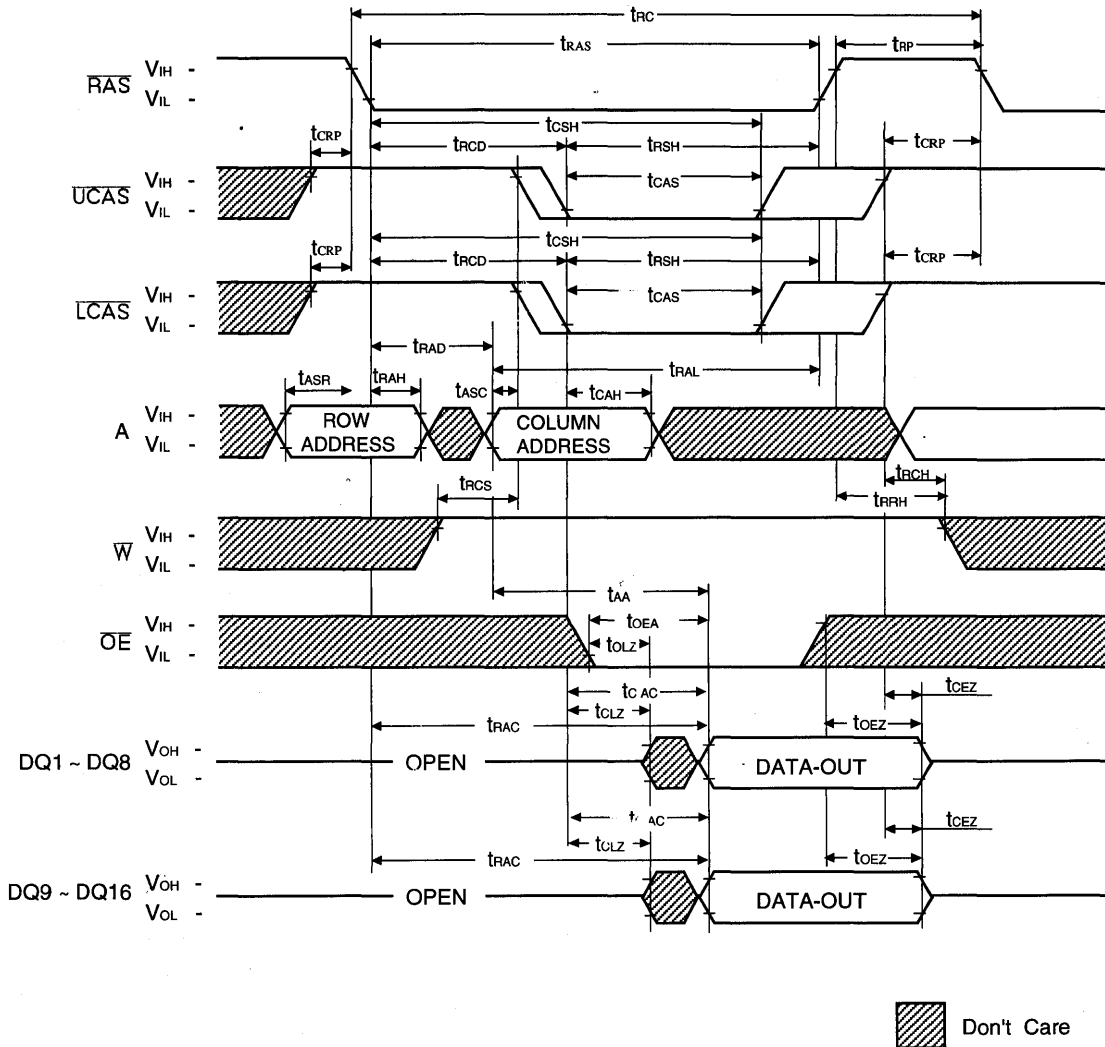 tRC
tRAS
tRP
RAS
VIH -
VIL -
tCSH
tCRP
tRCD
tRSH
tCRP
UCAS
VIH -
VIL -
tCAS
tCSH
tCRP
tRCD
tRSH
tCRP
LCAS
VIH -
VIL -
tCAS
tRAD
tRAL
tASR
tRAH
tASC
tCAH
A
VIH -
VIL -
ROW
ADDRESS
COLUMN
ADDRESS
tRCH
tRCS
tRRH
W
VIH -
VIL -
tAA
OE
VIH -
VIL -
tOEA
tOLZ
tCAC
tCEZ
tCLZ
tRAC
tOEZ
DQ1 ~ DQ8
VOH -
VOL -
OPEN
DATA-OUT
tCEZ
tCLZ
tRAC
tOEZ
DQ9 ~ DQ16
VOH -
VOL -
OPEN
DATA-OUT
Don't Care